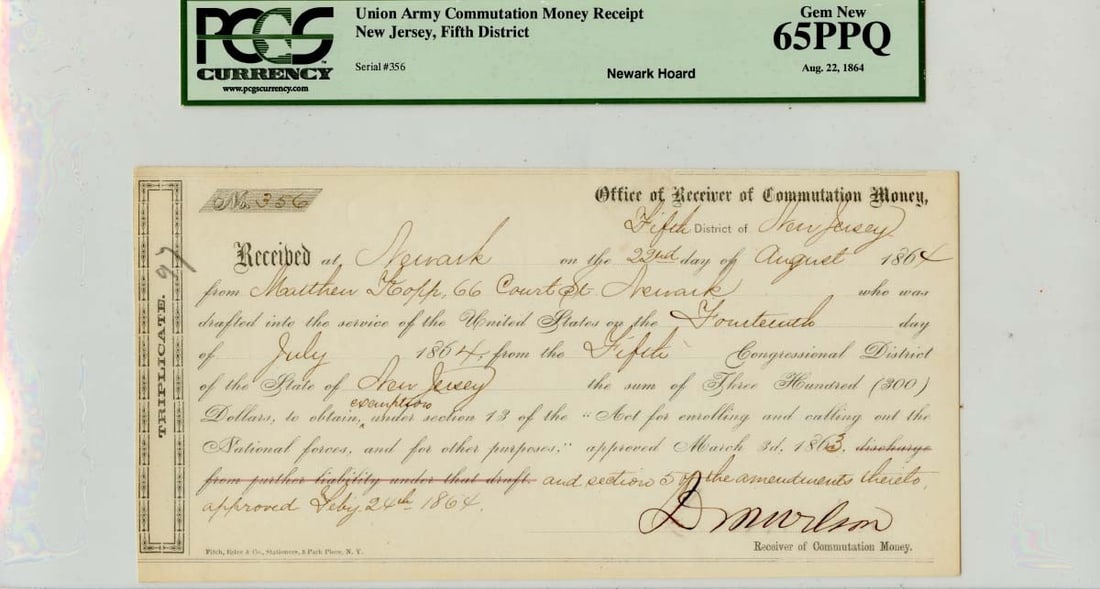 PCGS
CURRENCY
www.pcgscurrency.com
Union Army Commutation Money Receipt
New Jersey, Fifth District
Serial #356
Newark Hoard
Gem New
65PPQ
Aug. 22, 1864
TRIPLICATE.
97
No. 356
Office of Receiver of Commutation Money,
Fifth District of New Jersey
Received at Newark on the 22nd day of August 1864
from Matthew Kopp, 66 Court St Newark who was
drafted into the service of the United States on the Fourteenth day
of July 1864, from the Fifth Congressional District
of the State of New Jersey the sum of Three Hundred (300)
exemption
Dollars, to obtain, under section 13 of the "Act for enrolling and calling out the
National forces, and for other purposes," approved March 3d, 1863, discharge
from further liability under that draft. and section 5 of the amendments thereto,
approved Feby 24th 1864.
Wilson
Receiver of Commutation Money.
Fitch, Estee & Co., Stationers, 3 Park Place, N. Y.